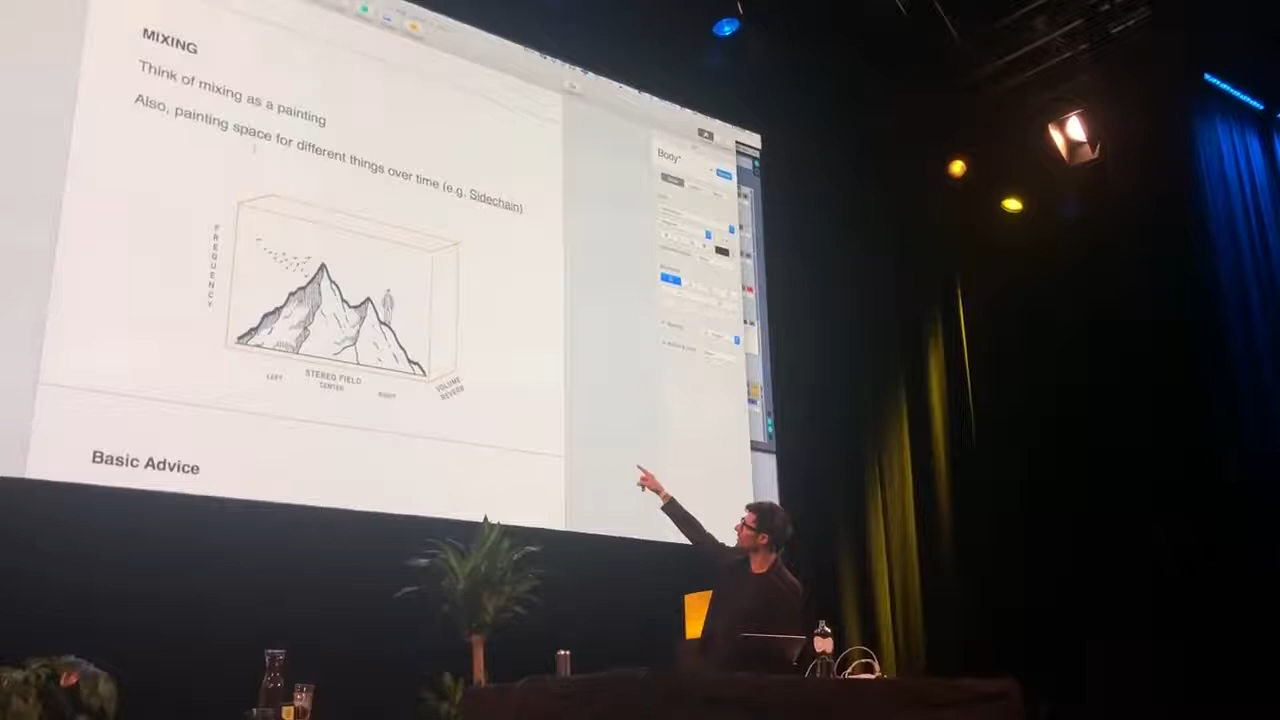 MIXING
Think of mixing as a painting
Also, painting space for different things over time (e.g. Sidechain)
FREQUENCY
LEFT
STEREO FIELD
CENTER
RIGHT
VOLUME
REVERB
Basic Advice
Body*